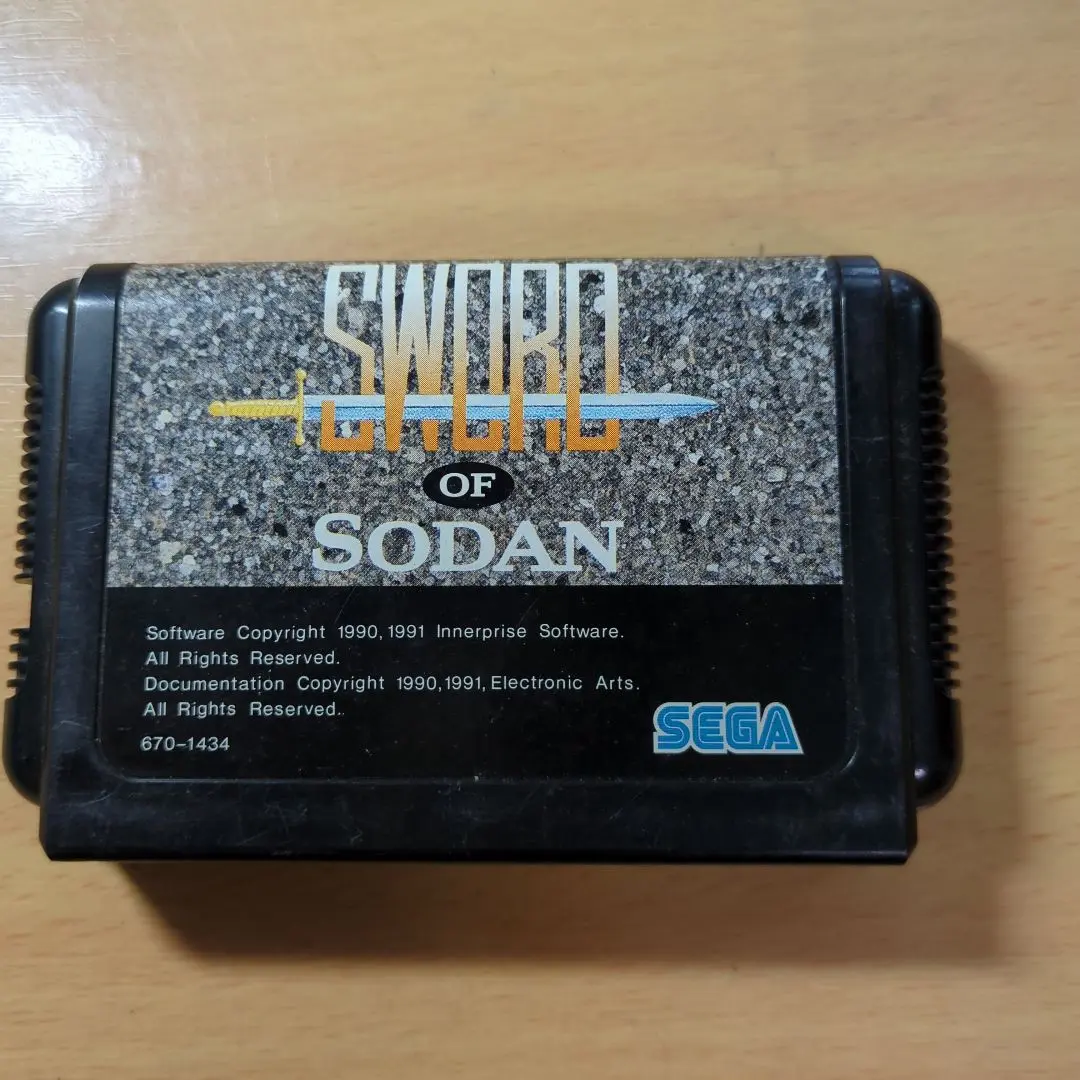 SWORD
OF
SODAN
Software Copyright 1990,1991 Innerprise Software.
All Rights Reserved.
Documentation Copyright 1990,1991, Electronic Arts.
All Rights Reserved.
670-1434
SEGA